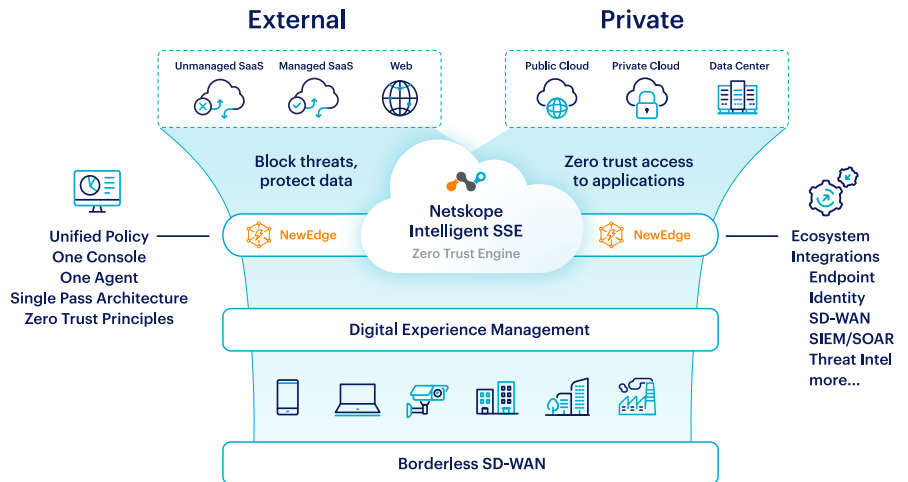 External
Private
Unmanaged SaaS
Managed SaaS
Web
Public Cloud
Private Cloud
Data Center
Block threats,
protect data
Zero trust access
to applications
Netskope
Intelligent SSE
Zero Trust Engine
NewEdge
NewEdge
Unified Policy
One Console
One Agent
Single Pass Architecture
Zero Trust Principles
Ecosystem
Integrations
Endpoint
Identity
SD-WAN
SIEM/SOAR
Threat Intel
more...
Digital Experience Management
Borderless SD-WAN